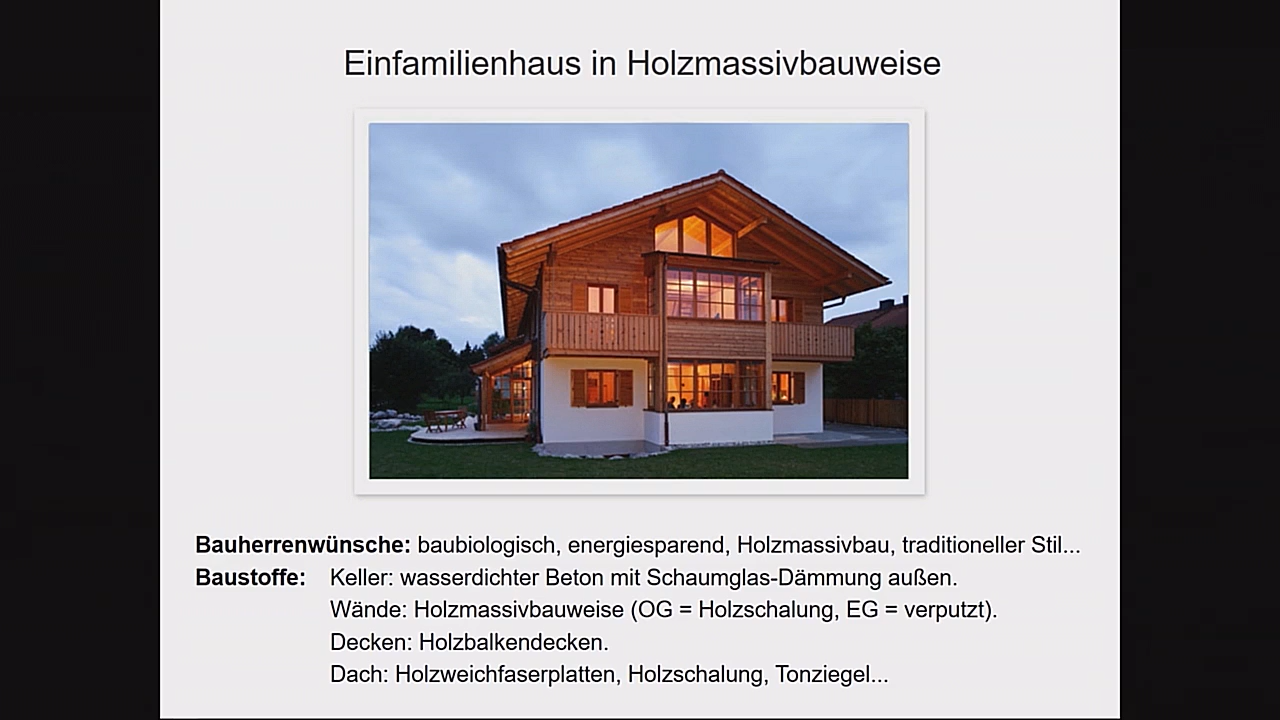 Einfamilienhaus in Holzmassivbauweise
Bauherrenwünsche: baubiologisch, energiesparend, Holzmassivbau, traditioneller Stil...
Baustoffe: Keller: wasserdichter Beton mit Schaumglas-Dämmung außen.
Wände: Holzmassivbauweise (OG = Holzschalung, EG = verputzt).
Decken: Holzbalkendecken.
Dach: Holzweichfaserplatten, Holzschalung, Tonziegel...